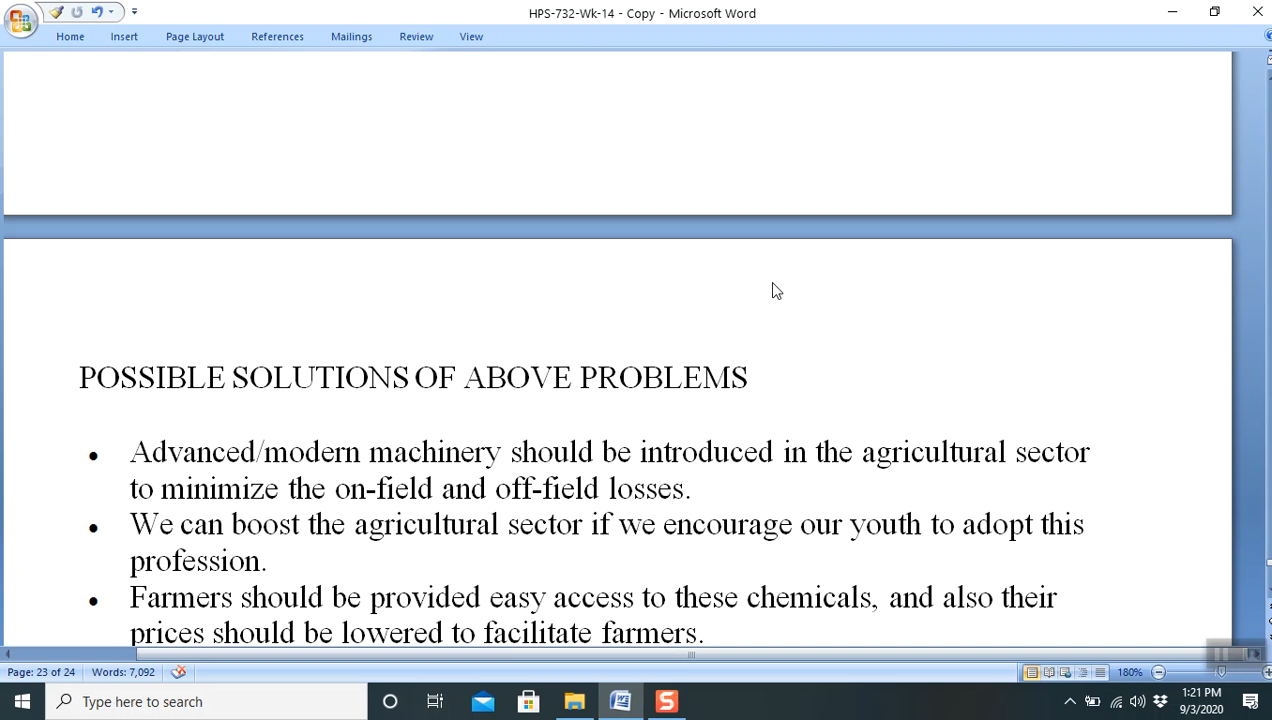 HPS-732-Wk-14 - Copy - Microsoft Word
Home Insert Page Layout References Mailings Review View
POSSIBLE SOLUTIONS OF ABOVE PROBLEMS
• Advanced/modern machinery should be introduced in the agricultural sector
to minimize the on-field and off-field losses.
• We can boost the agricultural sector if we encourage our youth to adopt this
profession.
• Farmers should be provided easy access to these chemicals, and also their
prices should be lowered to facilitate farmers.
Page: 23 of 24 Words: 7,092 180%
Type here to search
1:21 PM
9/3/2020